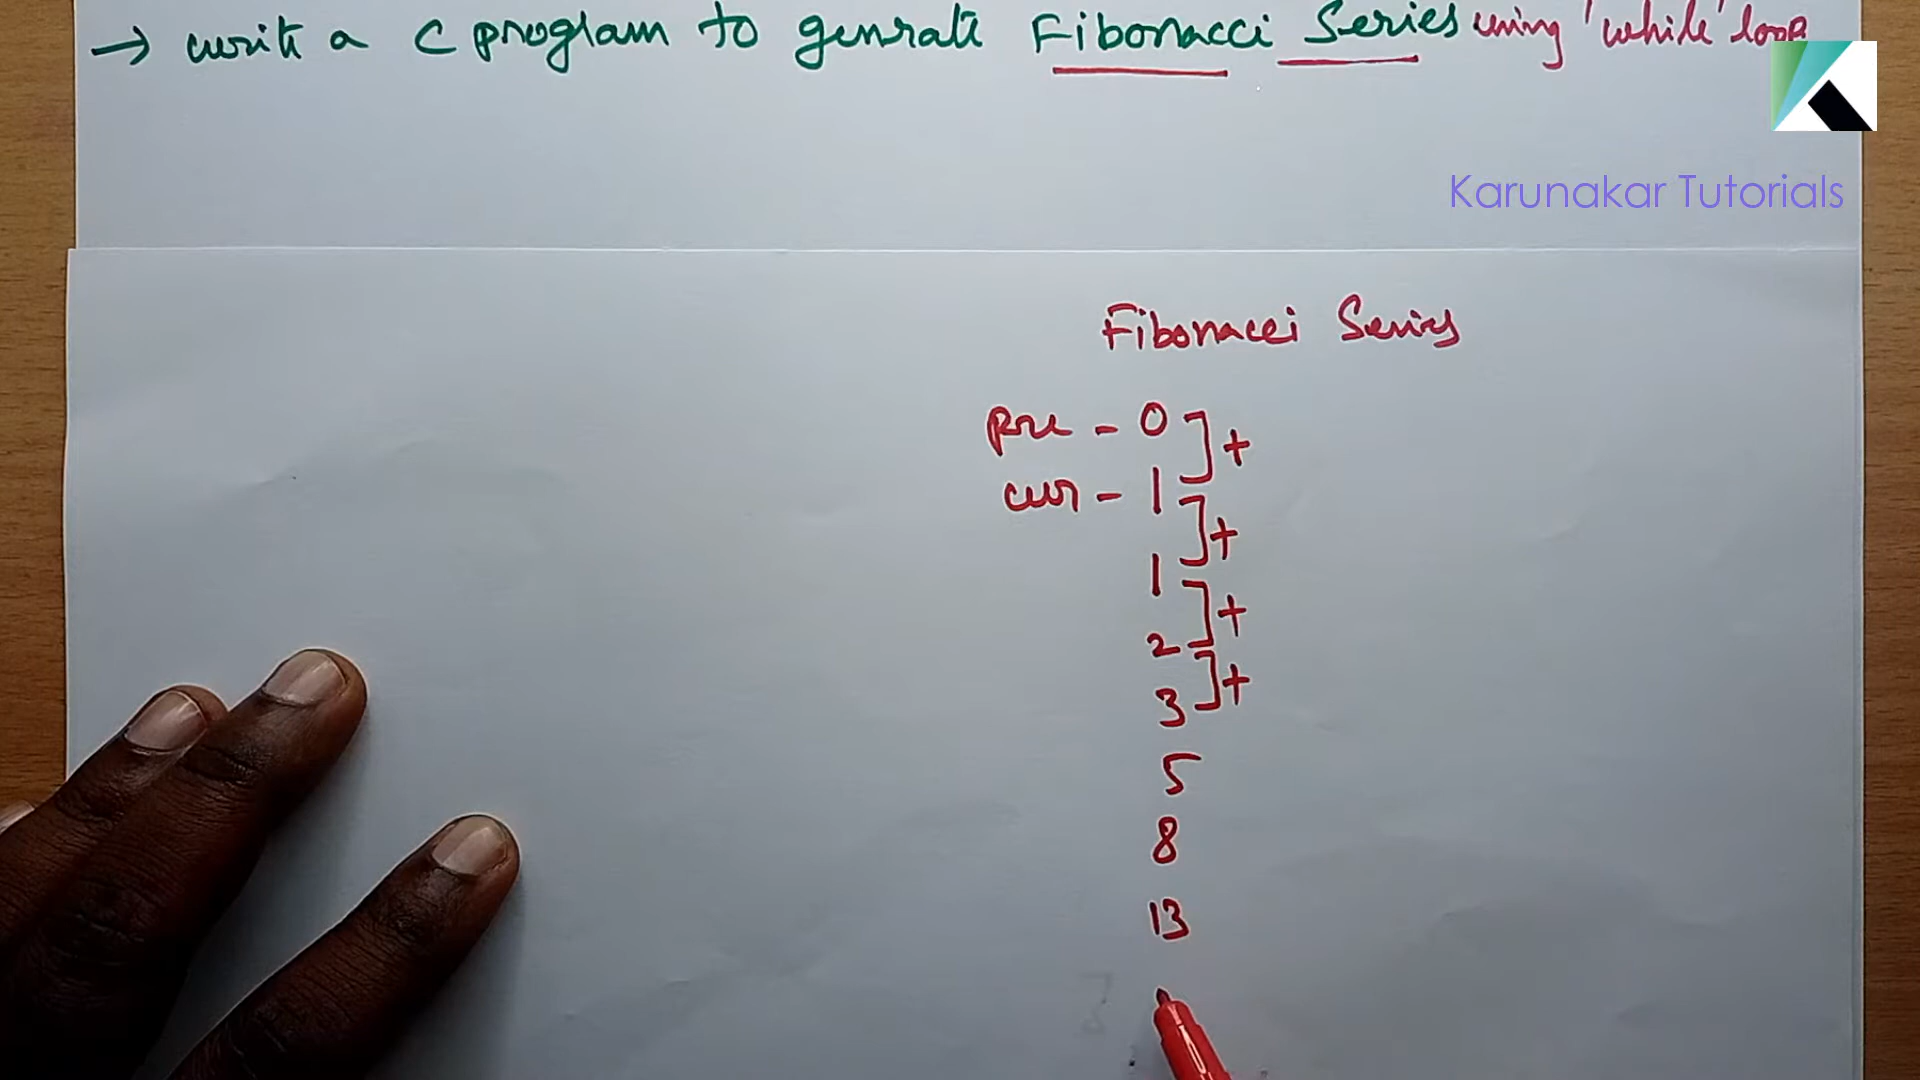 → write a C program to genrate Fibonacci Series using 'while' loop
Karunakar Tutorials
Fibonacci Series
pre - 0 ] +
cur - 1 ] +
1 ] +
2 ] +
3
5
8
13